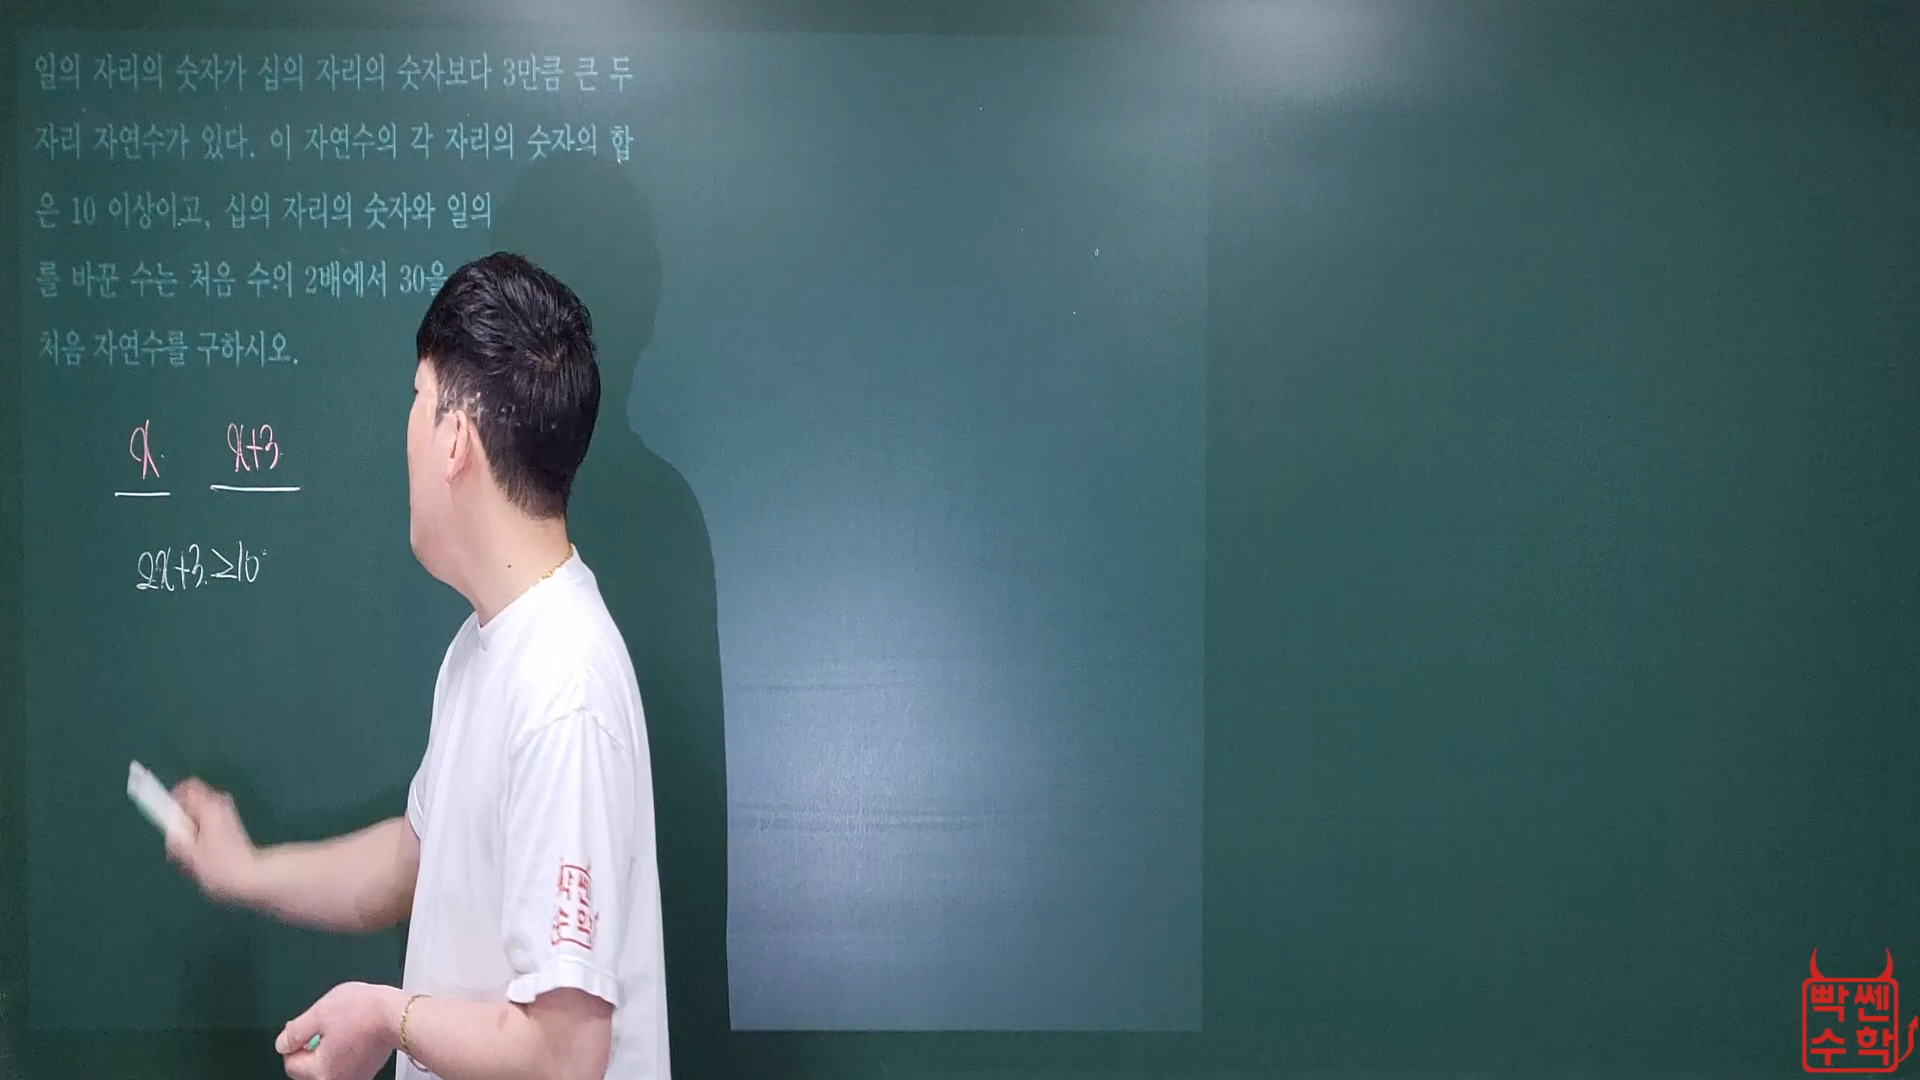 일의 자리의 숫자가 십의 자리의 숫자보다 3만큼 큰 두
자리 자연수가 있다. 이 자연수의 각 자리의 숫자의 합
은 10 이상이고, 십의 자리의 숫자와 일의
를 바꾼 수는 처음 수의 2배에서 30을
처음 자연수를 구하시오.
x x+3
2x+3 ≥10
빡쎈
수학